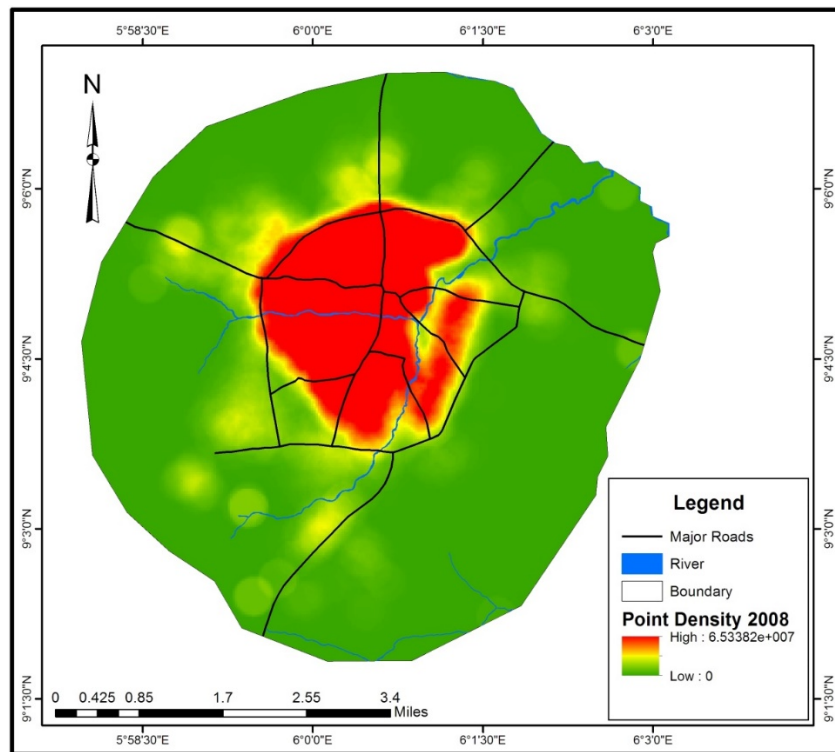 5°58'30"E 6°0'0"E 6°1'30"E 6°3'0"E
N
9°6'0"N 9°6'0"N
9°4'30"N 9°4'30"N
9°3'0"N 9°3'0"N
9°1'30"N 9°1'30"N
Legend
Major Roads
River
Boundary
Point Density 2008
High : 6.53382e+007
Low : 0
0 0.425 0.85 1.7 2.55 3.4
Miles
5°58'30"E 6°0'0"E 6°1'30"E 6°3'0"E